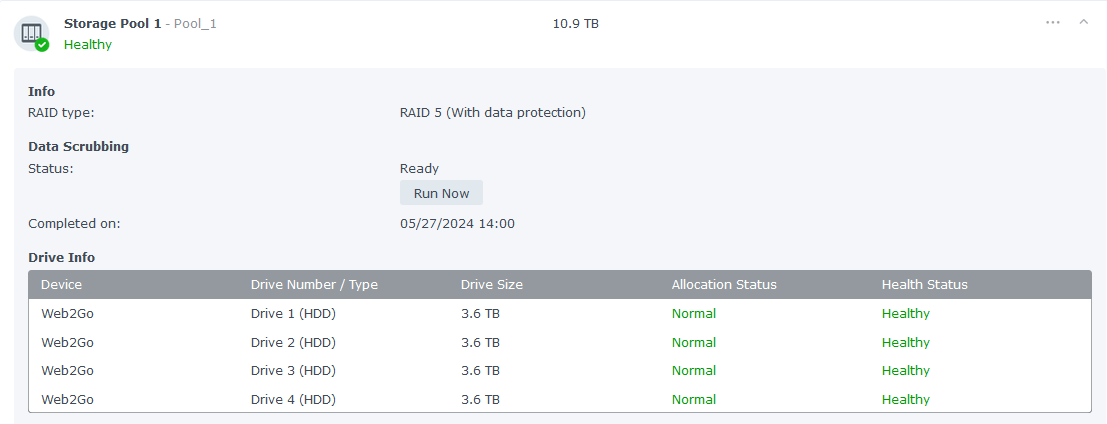 Storage Pool 1 - Pool_1 10.9 TB
Healthy
Info
RAID type: RAID 5 (With data protection)
Data Scrubbing
Status: Ready
Run Now
Completed on: 05/27/2024 14:00
Drive Info
Device Drive Number / Type Drive Size Allocation Status Health Status
Web2Go Drive 1 (HDD) 3.6 TB Normal Healthy
Web2Go Drive 2 (HDD) 3.6 TB Normal Healthy
Web2Go Drive 3 (HDD) 3.6 TB Normal Healthy
Web2Go Drive 4 (HDD) 3.6 TB Normal Healthy